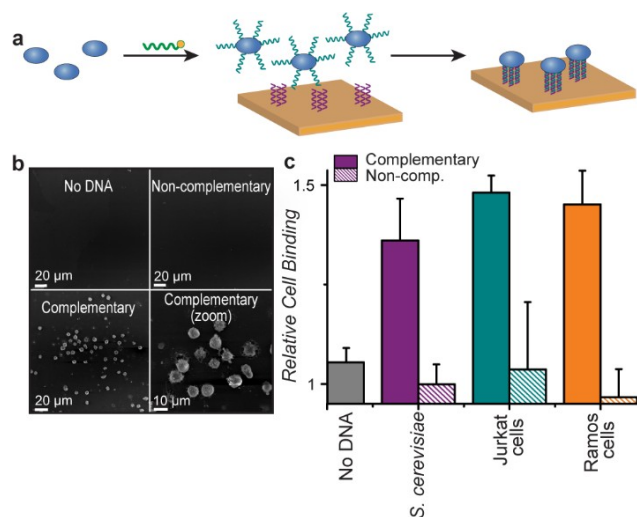 a
b
No DNA
Non-complementary
20 µm
20 µm
Complementary
Complementary
(zoom)
20 µm
10 µm
c
Complementary
Non-comp.
1.5
1
Relative Cell Binding
No DNA
S. cerevisiae
Jurkat
cells
Ramos
cells